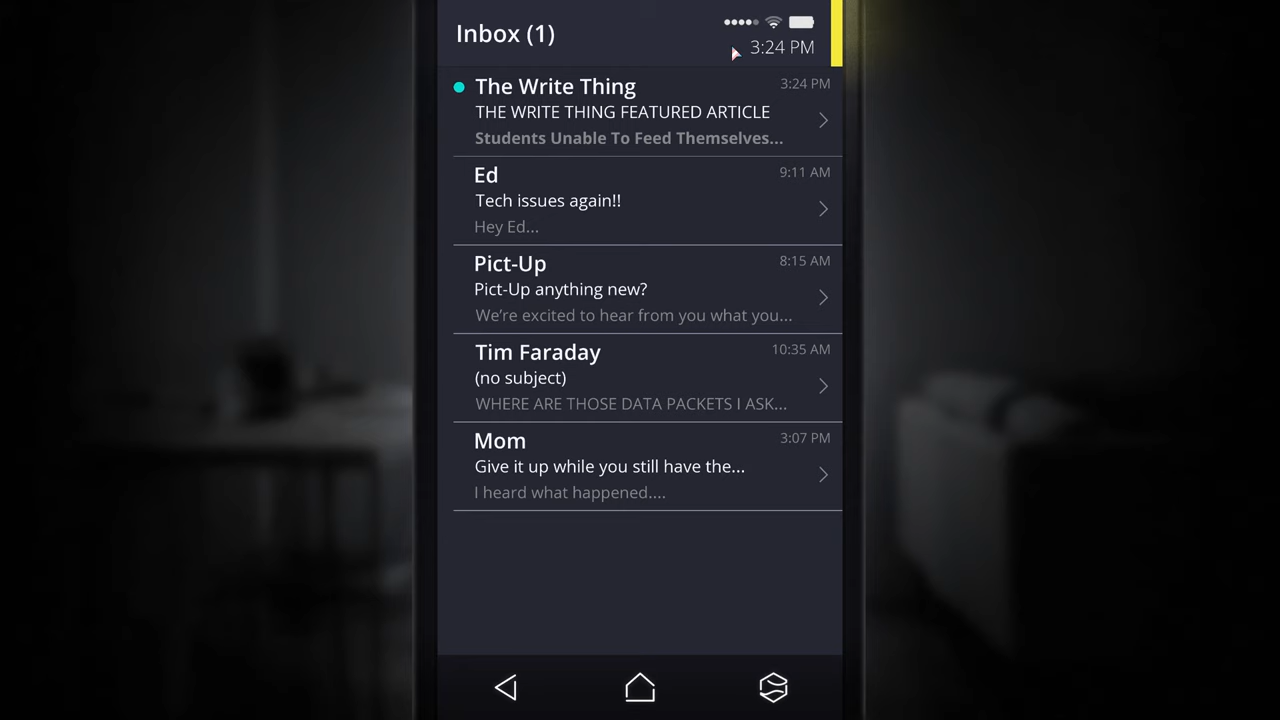 Inbox (1)
3:24 PM
The Write Thing
3:24 PM
THE WRITE THING FEATURED ARTICLE
Students Unable To Feed Themselves...
Ed
9:11 AM
Tech issues again!!
Hey Ed...
Pict-Up
8:15 AM
Pict-Up anything new?
We're excited to hear from you what you...
Tim Faraday
10:35 AM
(no subject)
WHERE ARE THOSE DATA PACKETS I ASK...
Mom
3:07 PM
Give it up while you still have the...
I heard what happened....